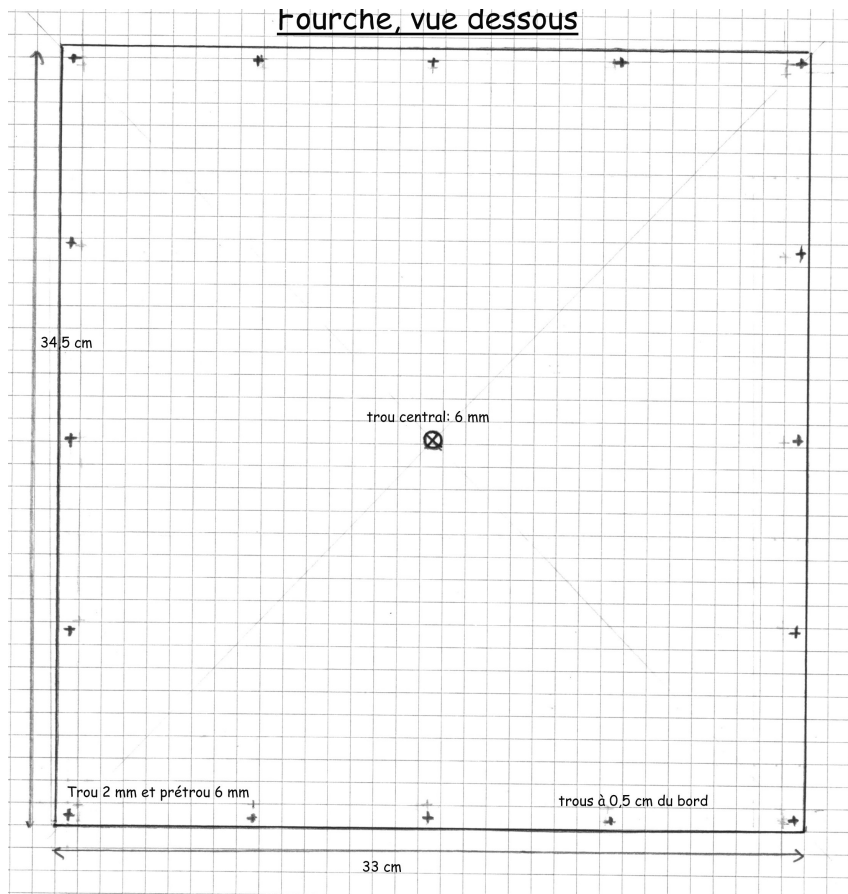 Fourche, vue dessous
34,5 cm
trou central: 6 mm
Trou 2 mm et prétrou 6 mm
trous à 0,5 cm du bord
33 cm